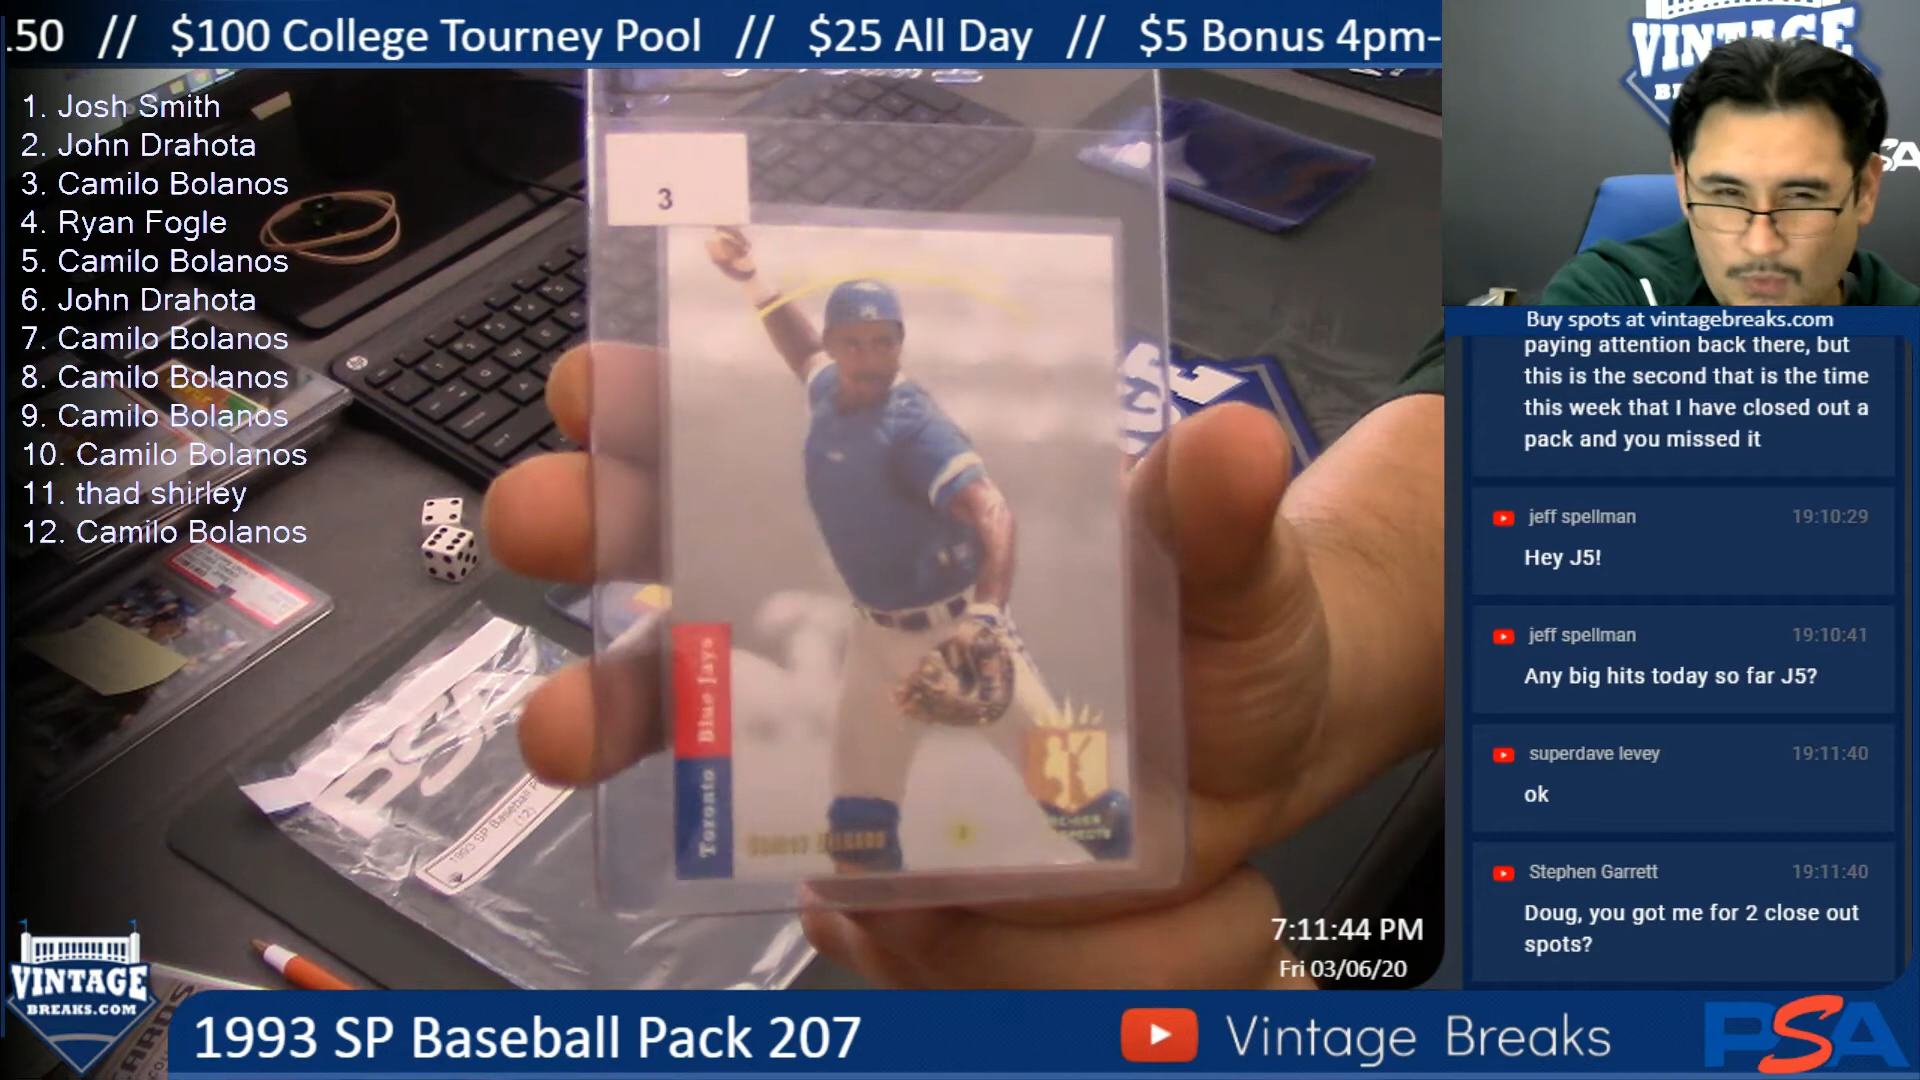 .50 // $100 College Tourney Pool // $25 All Day // $5 Bonus 4pm-
VINTAGE
1. Josh Smith
2. John Drahota
3. Camilo Bolanos
4. Ryan Fogle
5. Camilo Bolanos
6. John Drahota
7. Camilo Bolanos
8. Camilo Bolanos
9. Camilo Bolanos
10. Camilo Bolanos
11. thad shirley
12. Camilo Bolanos
3
Toronto Blue Jays
PSA
1993 SP Baseball
(12)
Buy spots at vintagebreaks.com
paying attention back there, but
this is the second that is the time
this week that I have closed out a
pack and you missed it
jeff spellman 19:10:29
Hey J5!
jeff spellman 19:10:41
Any big hits today so far J5?
superdave levey 19:11:40
ok
Stephen Garrett 19:11:40
Doug, you got me for 2 close out
spots?
7:11:44 PM
Fri 03/06/20
VINTAGE
BREAKS.COM
1993 SP Baseball Pack 207
Vintage Breaks
PSA